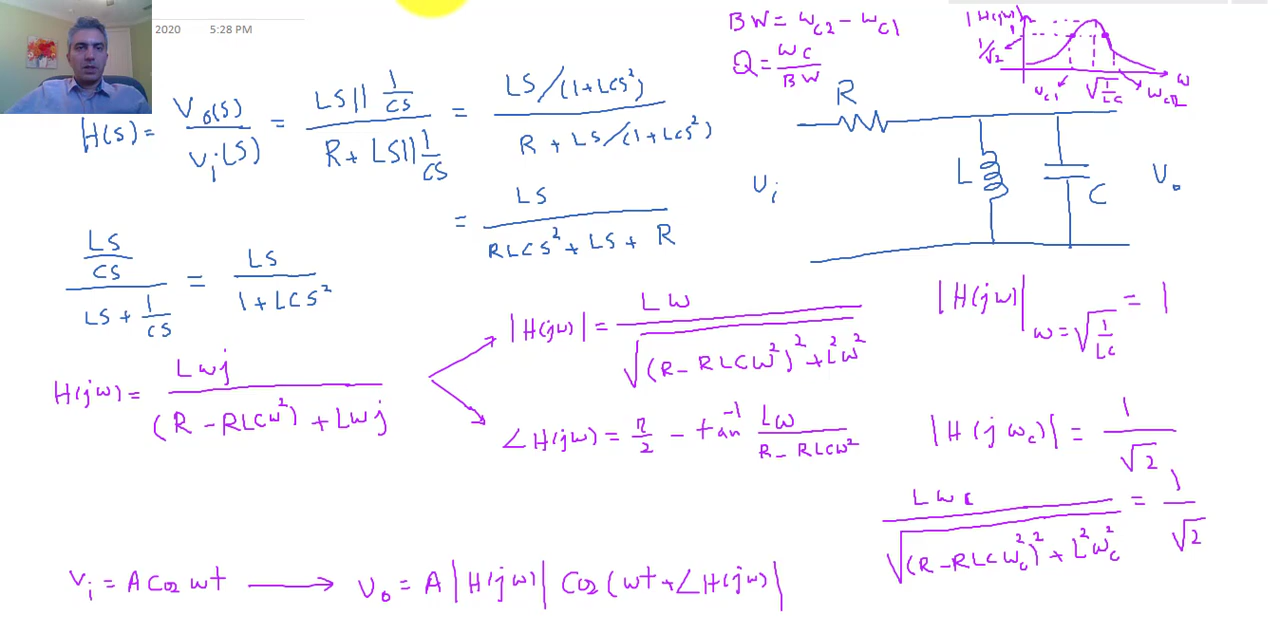 2020 5:28 PM
BW = ωc2 − ωc1
Q = ωc / BW
|H(jω)|
1
1/√2
ωc1 √(1/LC) ωc2 ω
H(s) = Vo(s) / Vi(s) = (LS || 1/CS) / (R + LS || 1/CS) = (LS/(1+LCS²)) / (R + LS/(1+LCS²))
= LS / (RLCS² + LS + R)
(LS/CS) / (LS + 1/CS) = LS / (1 + LCS²)
R
Vi L C Vo
H(jω) = Lωj / ((R − RLCω²) + Lωj)
|H(jω)| = Lω / √((R − RLCω²)² + L²ω²)
∠H(jω) = π/2 − tan⁻¹ Lω / (R − RLCω²)
|H(jω)| ω=√(1/LC) = 1
|H(jωc)| = 1/√2
Lωc / √((R − RLCωc²)² + L²ωc²) = 1/√2
Vi = A Cos ωt ⟶ Vo = A |H(jω)| Cos (ωt + ∠H(jω)|